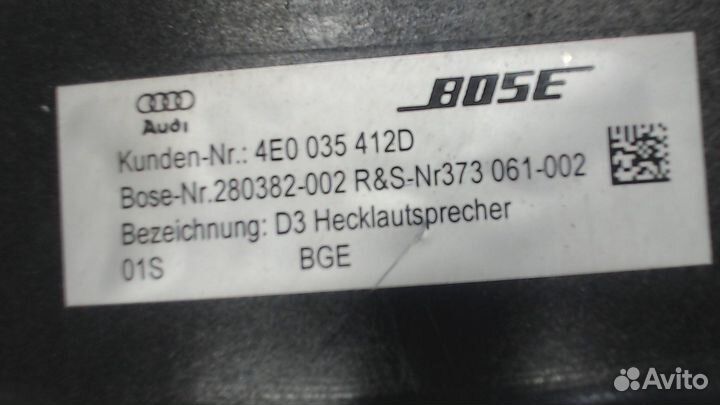 Audi
BOSE
Kunden-Nr.: 4E0 035 412D
Bose-Nr.280382-002 R&S-Nr373 061-002
Bezeichnung: D3 Hecklautsprecher
01S BGE
Avito